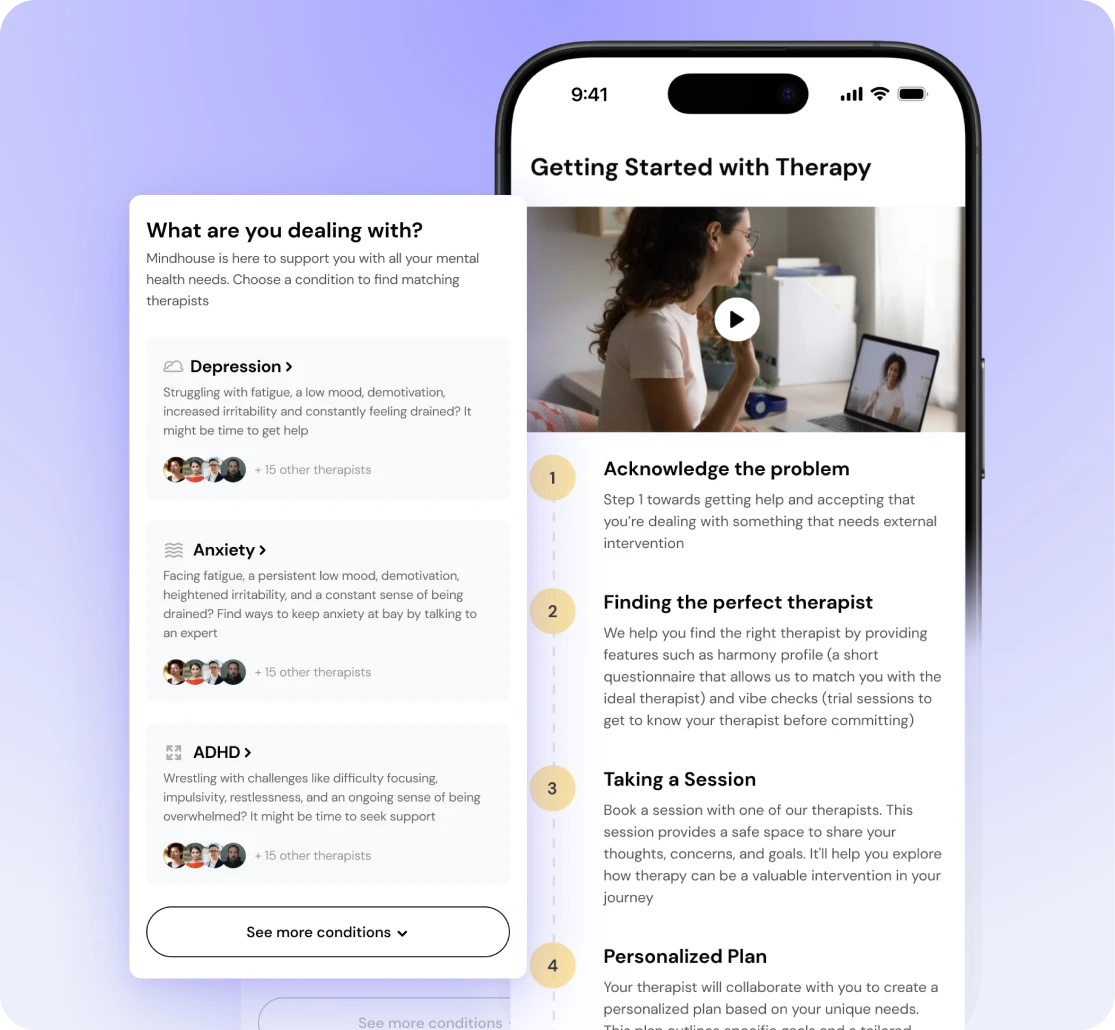 9:41
Getting Started with Therapy
What are you dealing with?
Mindhouse is here to support you with all your mental
health needs. Choose a condition to find matching
therapists
Depression
Struggling with fatigue, a low mood, demotivation,
increased irritability and constantly feeling drained? It
might be time to get help
+ 15 other therapists
Anxiety
Facing fatigue, a persistent low mood, demotivation,
heightened irritability, and a constant sense of being
drained? Find ways to keep anxiety at bay by talking to
an expert
+ 15 other therapists
ADHD
Wrestling with challenges like difficulty focusing,
impulsivity, restlessness, and an ongoing sense of being
overwhelmed? It might be time to seek support
+ 15 other therapists
See more conditions
See more conditions
1
Acknowledge the problem
Step 1 towards getting help and accepting that
you’re dealing with something that needs external
intervention
2
Finding the perfect therapist
We help you find the right therapist by providing
features such as harmony profile (a short
questionnaire that allows us to match you with the
ideal therapist) and vibe checks (trial sessions to
get to know your therapist before committing)
3
Taking a Session
Book a session with one of our therapists. This
session provides a safe space to share your
thoughts, concerns, and goals. It'll help you explore
how therapy can be a valuable intervention in your
journey
4
Personalized Plan
Your therapist will collaborate with you to create a
personalized plan based on your unique needs.
This plan outlines specific goals and a tailored